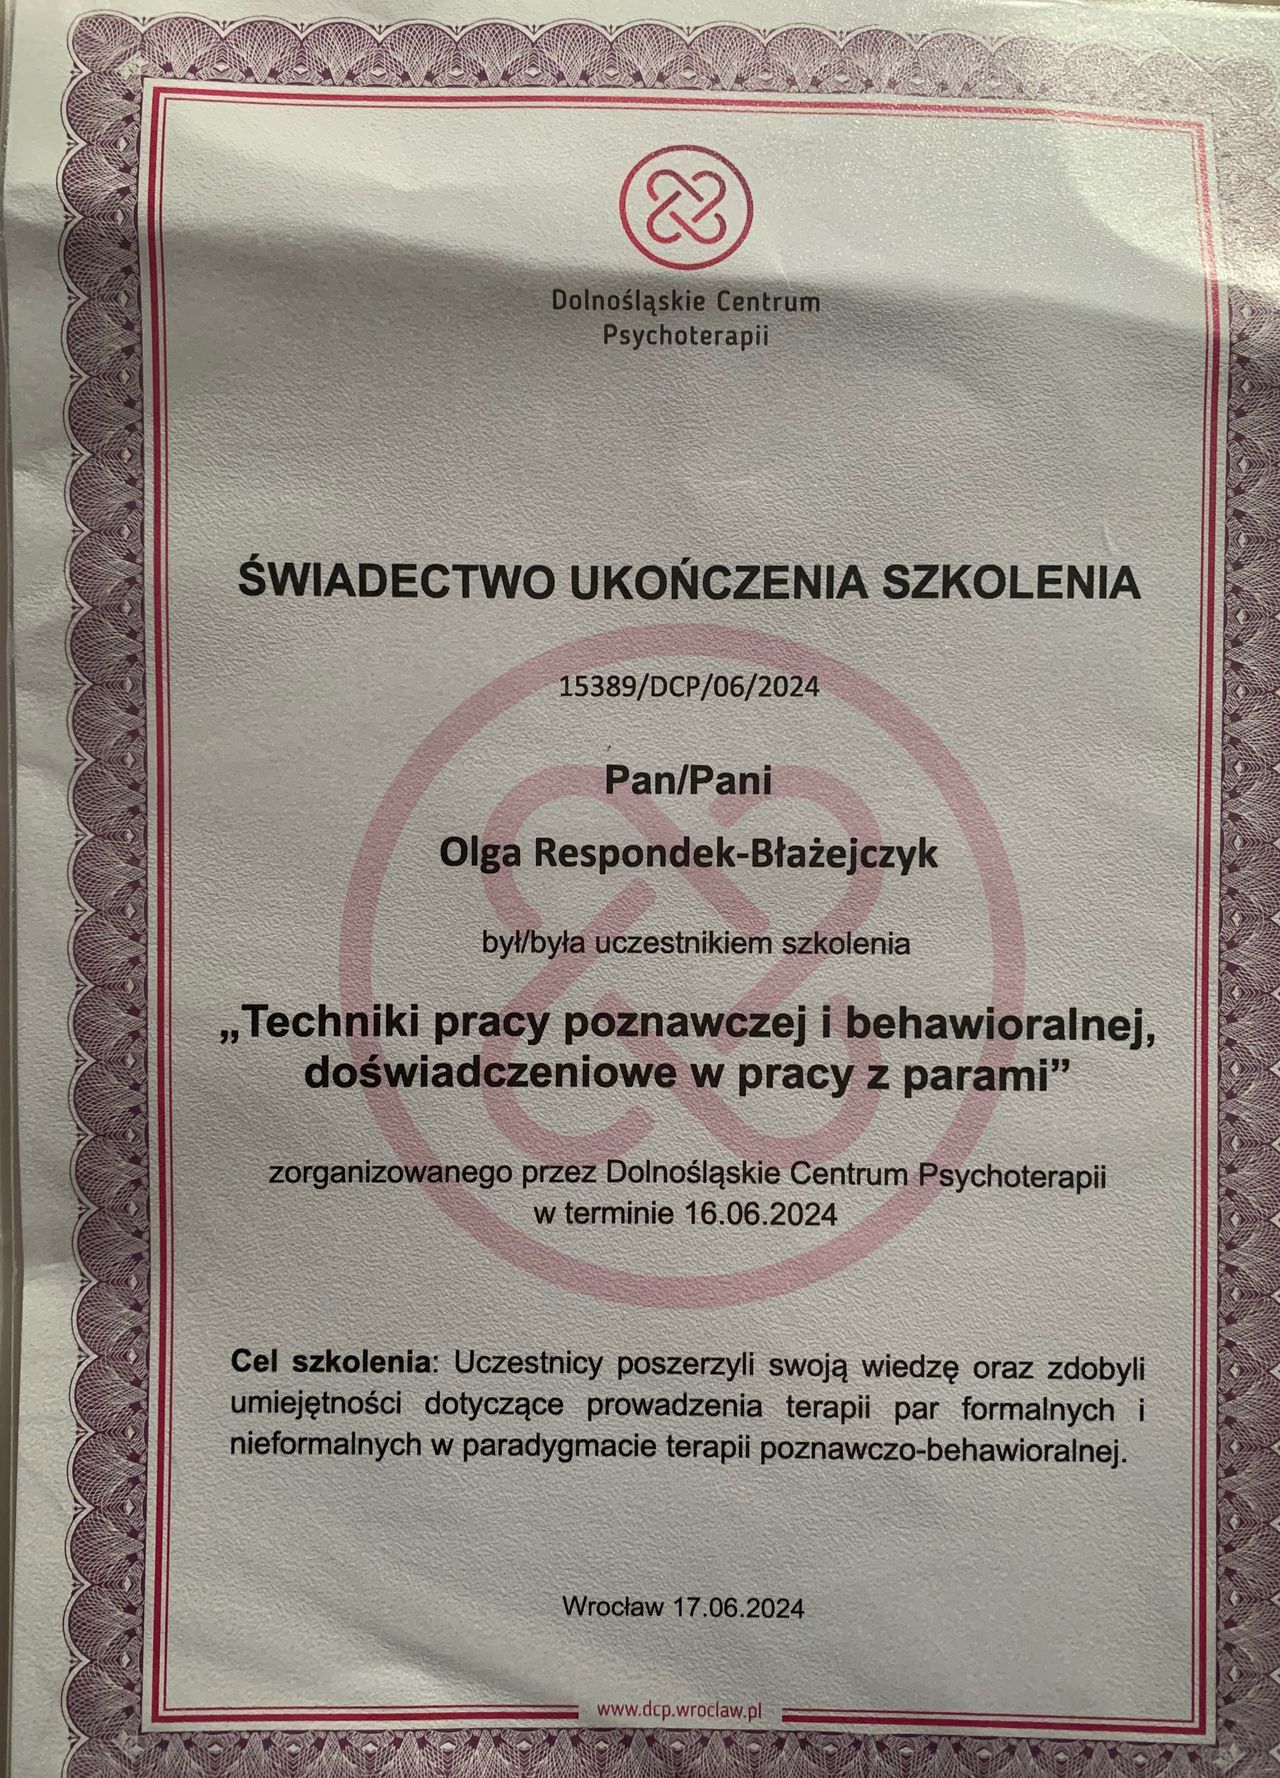 Dolnośląskie Centrum
Psychoterapii
ŚWIADECTWO UKOŃCZENIA SZKOLENIA
15389/DCP/06/2024
Pan/Pani
Olga Respondek-Błażejczyk
był/była uczestnikiem szkolenia
„Techniki pracy poznawczej i behawioralnej,
doświadczeniowe w pracy z parami”
zorganizowanego przez Dolnośląskie Centrum Psychoterapii
w terminie 16.06.2024
Cel szkolenia: Uczestnicy poszerzyli swoją wiedzę oraz zdobyli
umiejętności dotyczące prowadzenia terapii par formalnych i
nieformalnych w paradygmacie terapii poznawczo-behawioralnej.
Wrocław 17.06.2024
www.dcp.wroclaw.pl